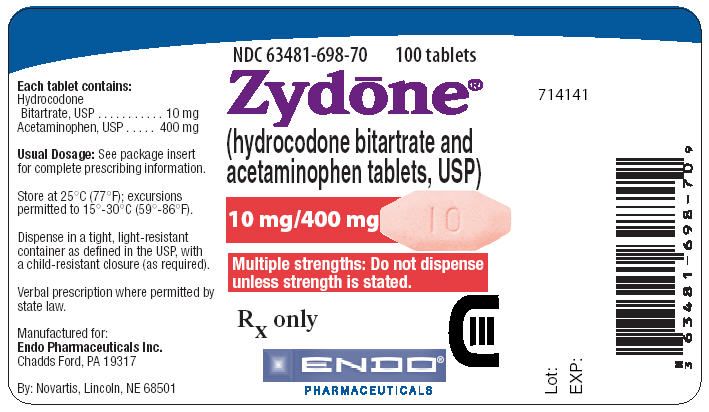 Each tablet contains:
Hydrocodone
Bitartrate, USP . . . . . . . . . . . 10 mg
Acetaminophen, USP . . . . . 400 mg
Usual Dosage: See package insert
for complete prescribing information.
Store at 25°C (77°F); excursions
permitted to 15°-30°C (59°-86°F).
Dispense in a tight, light-resistant
container as defined in the USP, with
a child-resistant closure (as required).
Verbal prescription where permitted by
state law.
Manufactured for:
Endo Pharmaceuticals Inc.
Chadds Ford, PA 19317
By: Novartis, Lincoln, NE 68501
NDC 63481-698-70 100 tablets
Zydōne®
(hydrocodone bitartrate and
acetaminophen tablets, USP)
10 mg/400 mg
10
Multiple strengths: Do not dispense
unless strength is stated.
Rx only
CIII
ENDO®
PHARMACEUTICALS
714141
Lot:
EXP:
N 3 63481-698-70 9